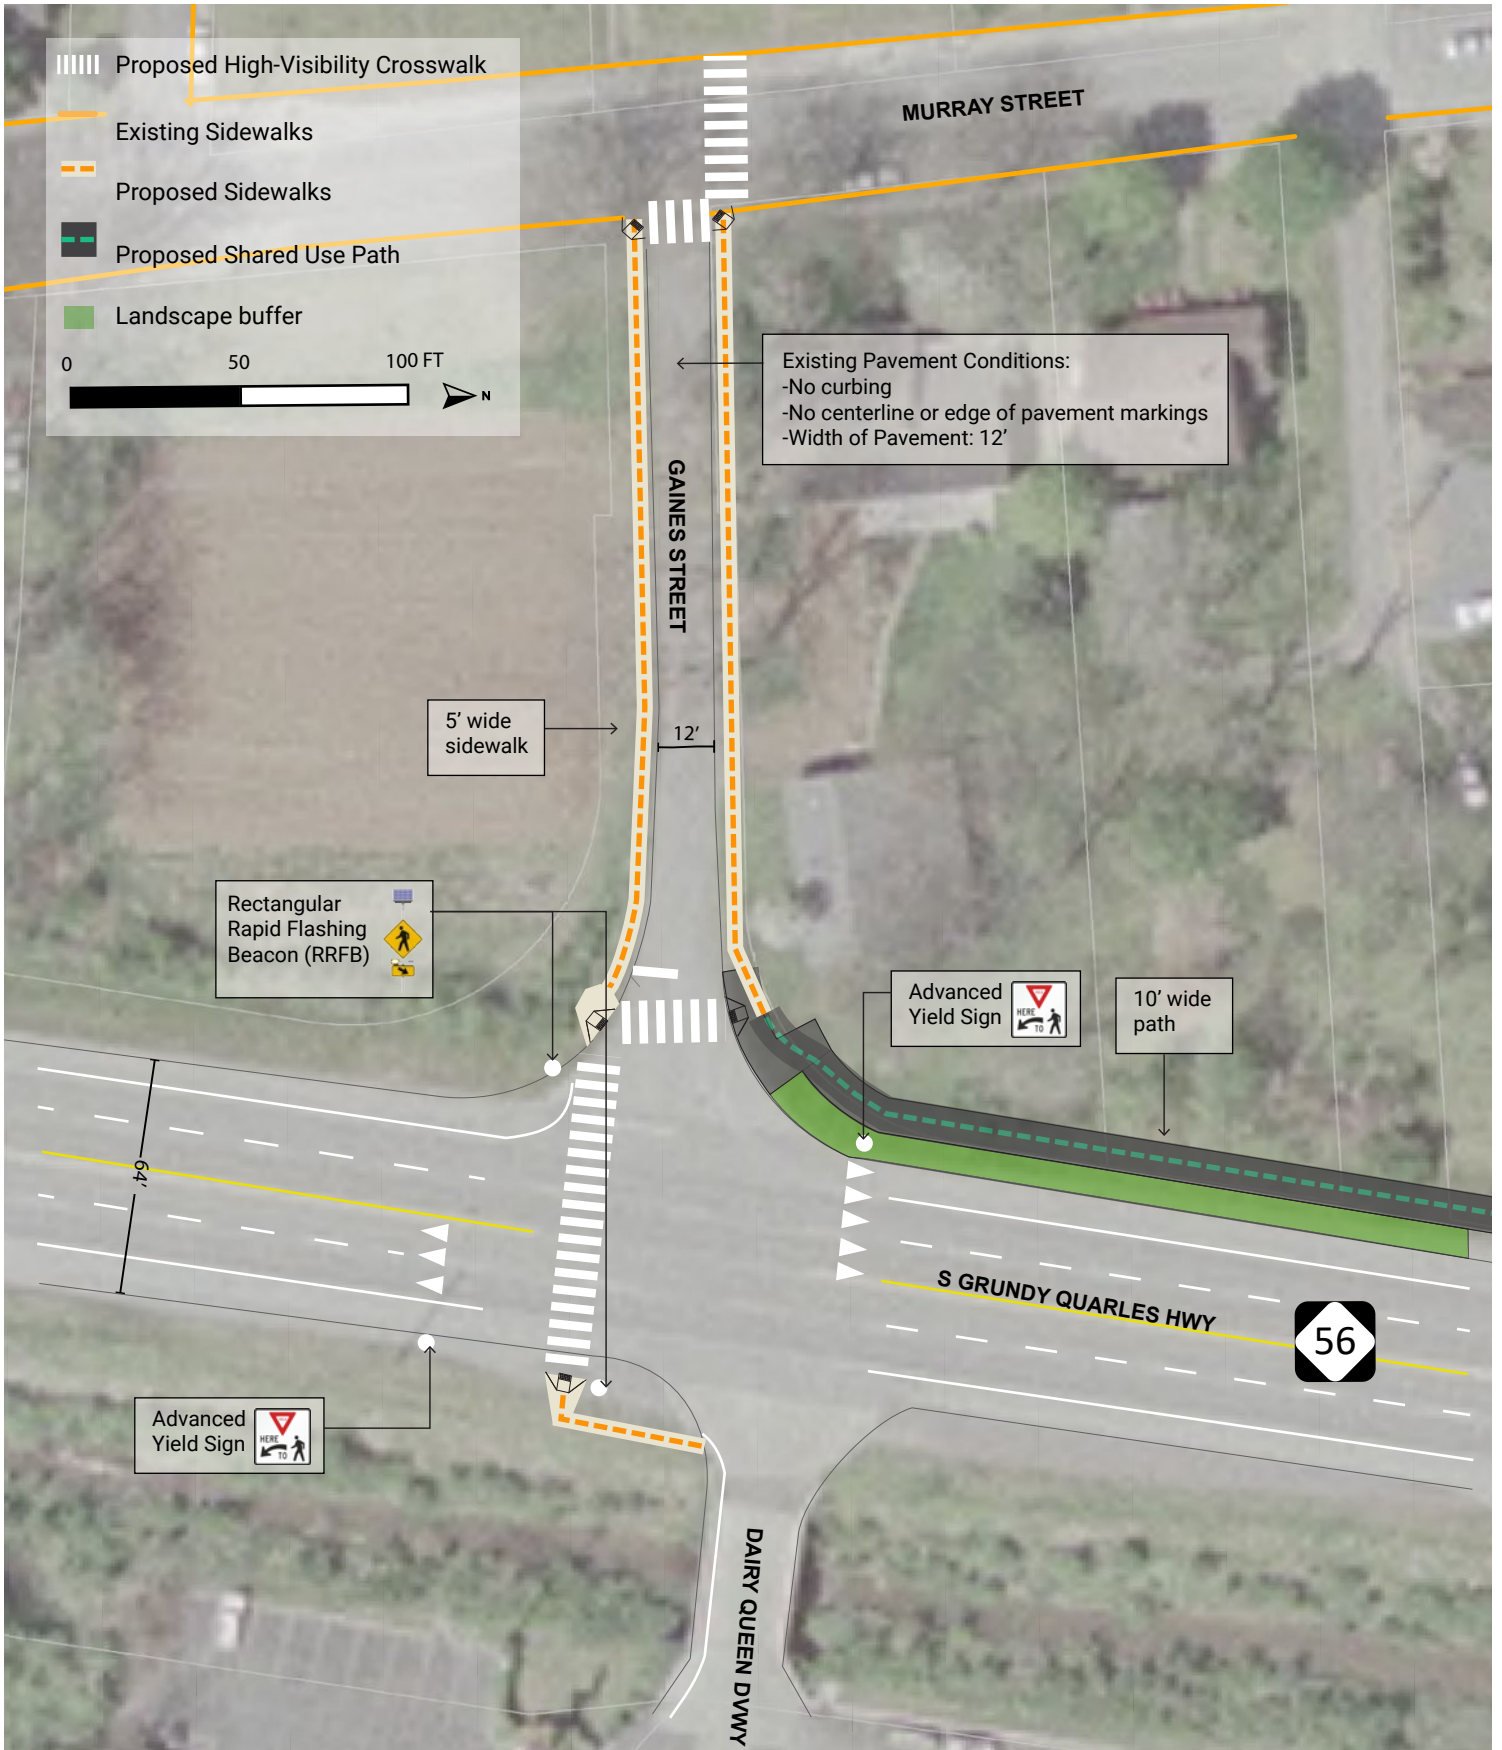 Proposed High-Visibility Crosswalk
Existing Sidewalks
Proposed Sidewalks
Proposed Shared Use Path
Landscape buffer
0 50 100 FT
N
MURRAY STREET
Existing Pavement Conditions:
-No curbing
-No centerline or edge of pavement markings
-Width of Pavement: 12’
GAINES STREET
5’ wide
sidewalk
12’
Rectangular
Rapid Flashing
Beacon (RRFB)
Advanced
Yield Sign
HERE
TO
10’ wide
path
64’
S GRUNDY QUARLES HWY
56
Advanced
Yield Sign
HERE
TO
DAIRY QUEEN DVWY